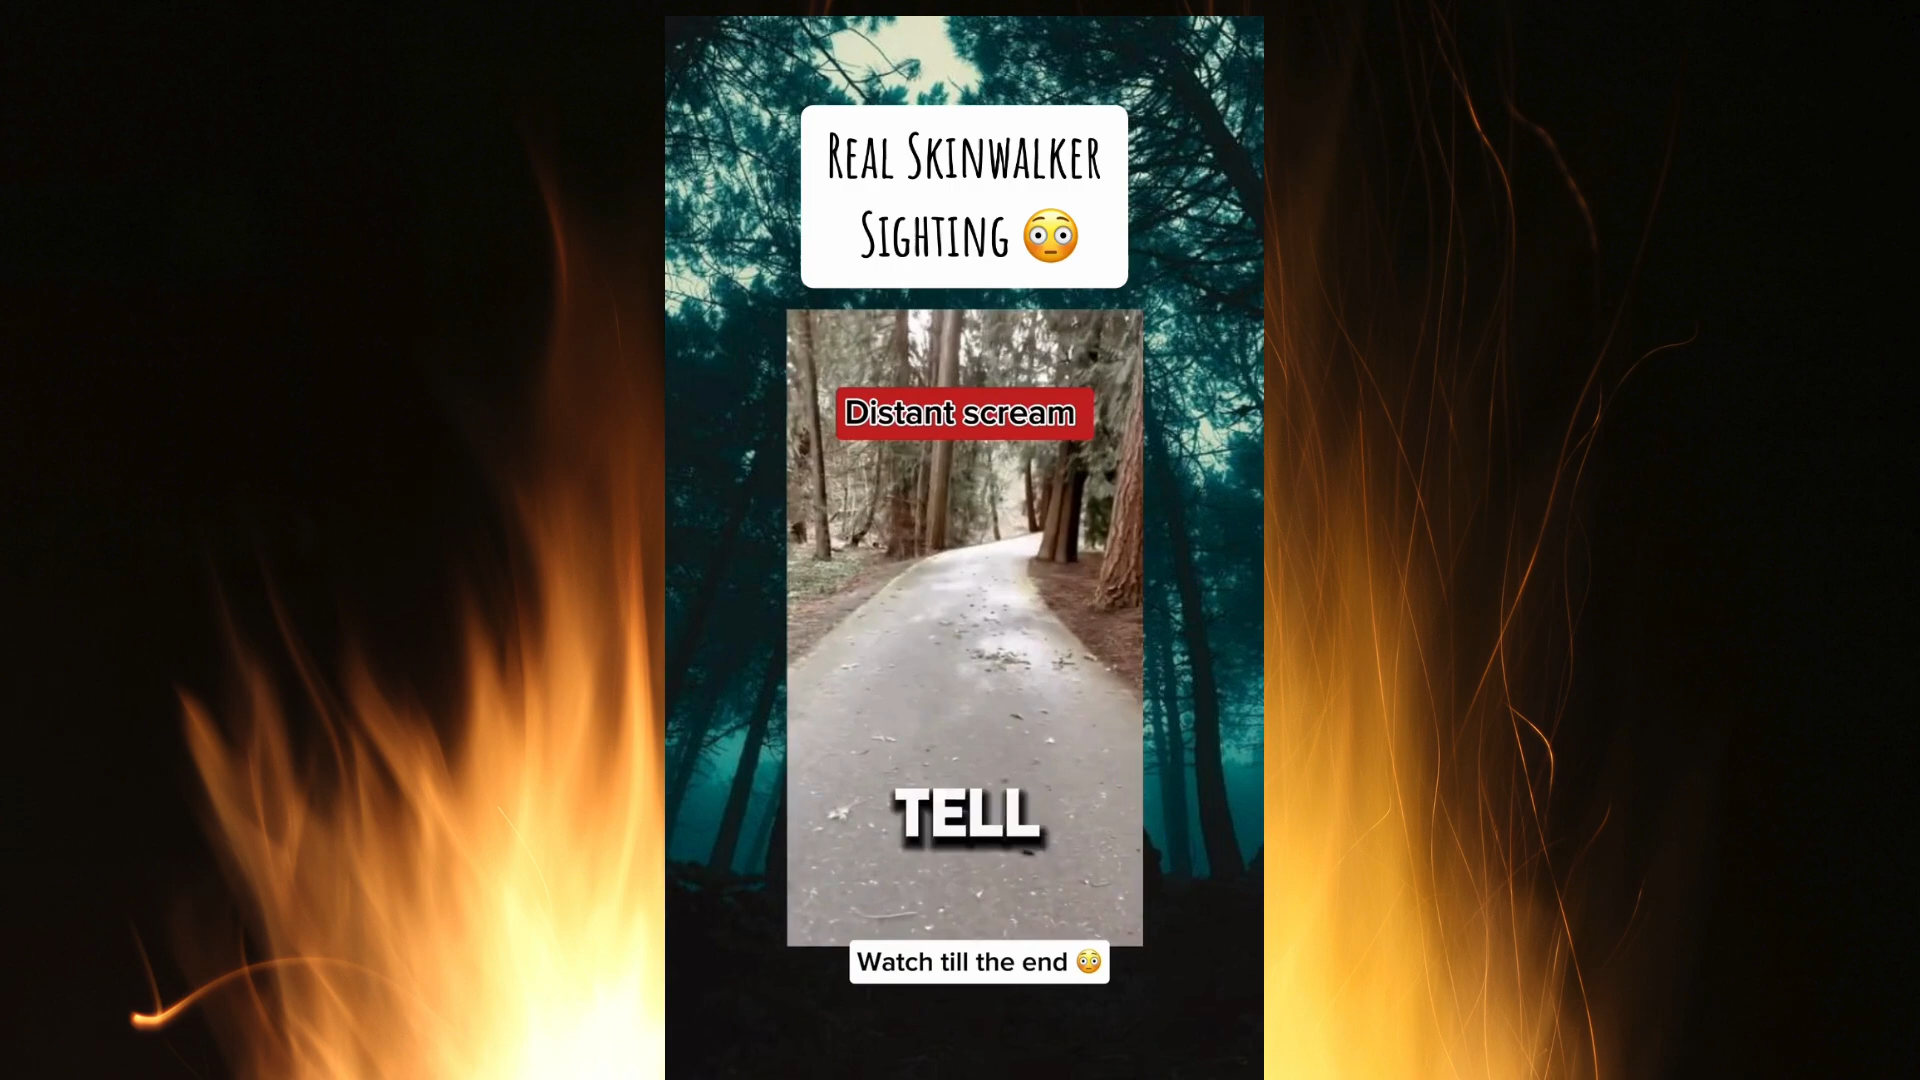 Real Skinwalker
Sighting 😳
Distant scream
TELL
Watch till the end 😳